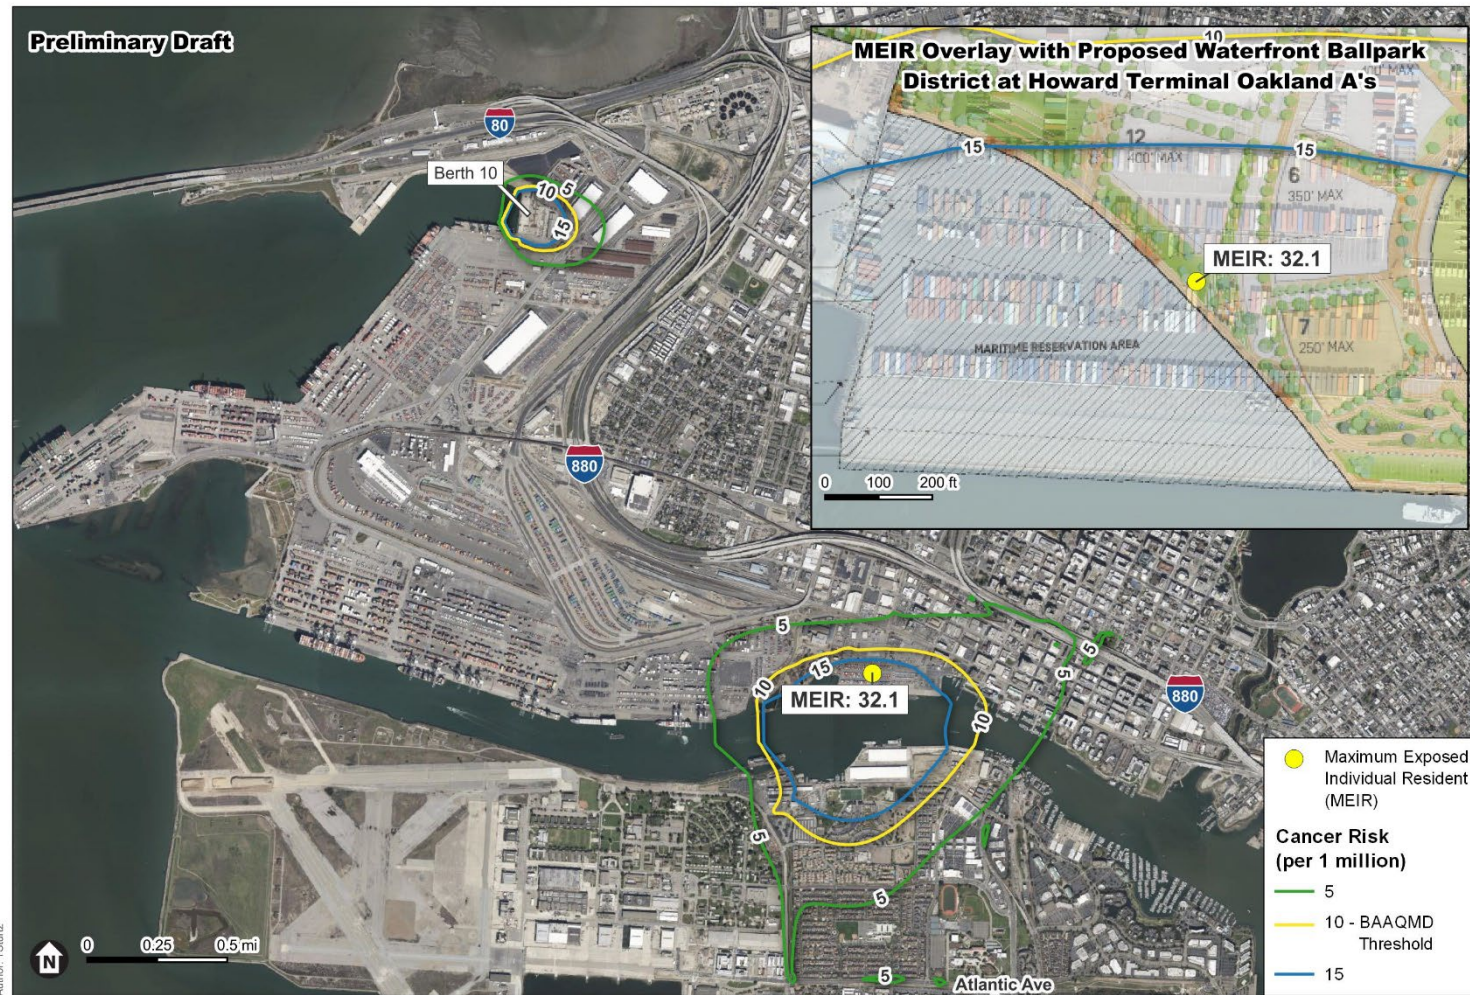 Preliminary Draft
MEIR Overlay with Proposed Waterfront Ballpark
District at Howard Terminal Oakland A's
10
15
12
400' MAX
6
350' MAX
MEIR: 32.1
7
250' MAX
MARITIME RESERVATION AREA
0 100 200 ft
80
Berth 10
10
5
15
880
5
5
5
10
15
MEIR: 32.1
10
880
5
5
5
Atlantic Ave
N
0 0.25 0.5 mi
Maximum Exposed
Individual Resident
(MEIR)
Cancer Risk
(per 1 million)
5
10 - BAAQMD
Threshold
15